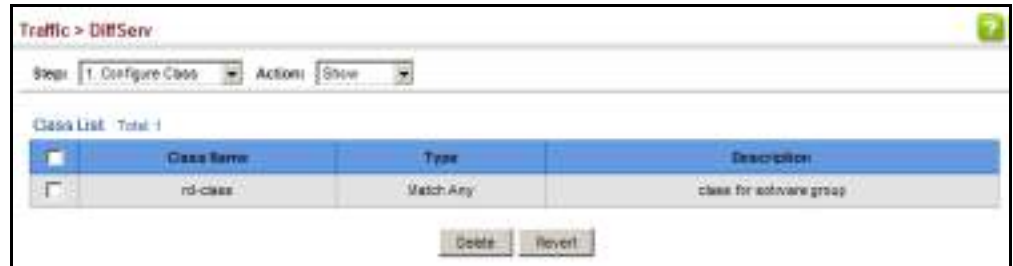 Traffic > DiffServ
Step: 1. Configure Class Action: Show
Class List Total: 1
Class Name Type Description
rd-class Match Any class for software group
Delete Revert